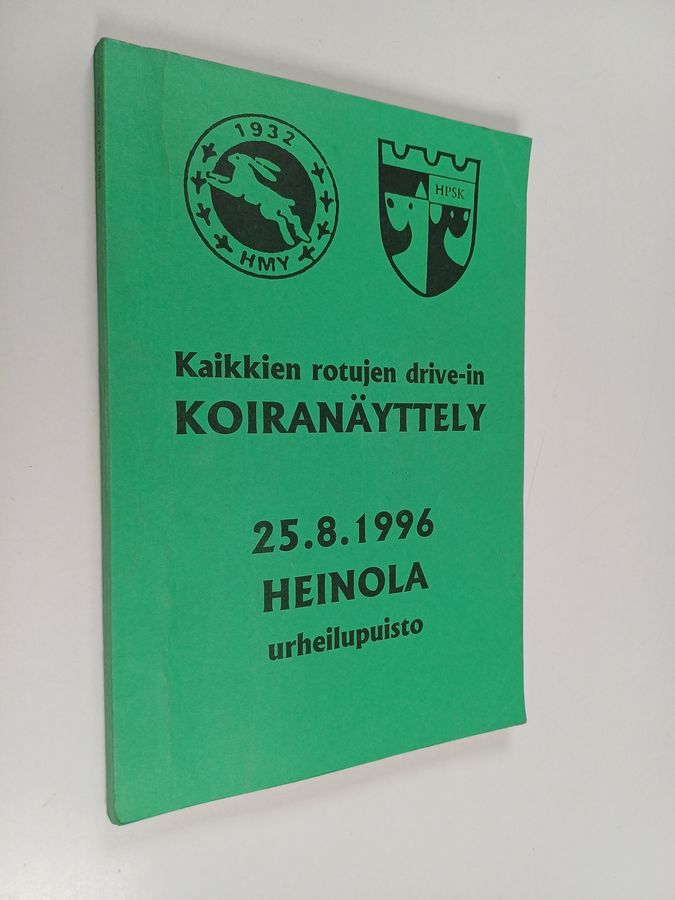 1932
HMY
HPSK
Kaikkien rotujen drive-in
KOIRANÄYTTELY
25.8.1996
HEINOLA
urheilupuisto